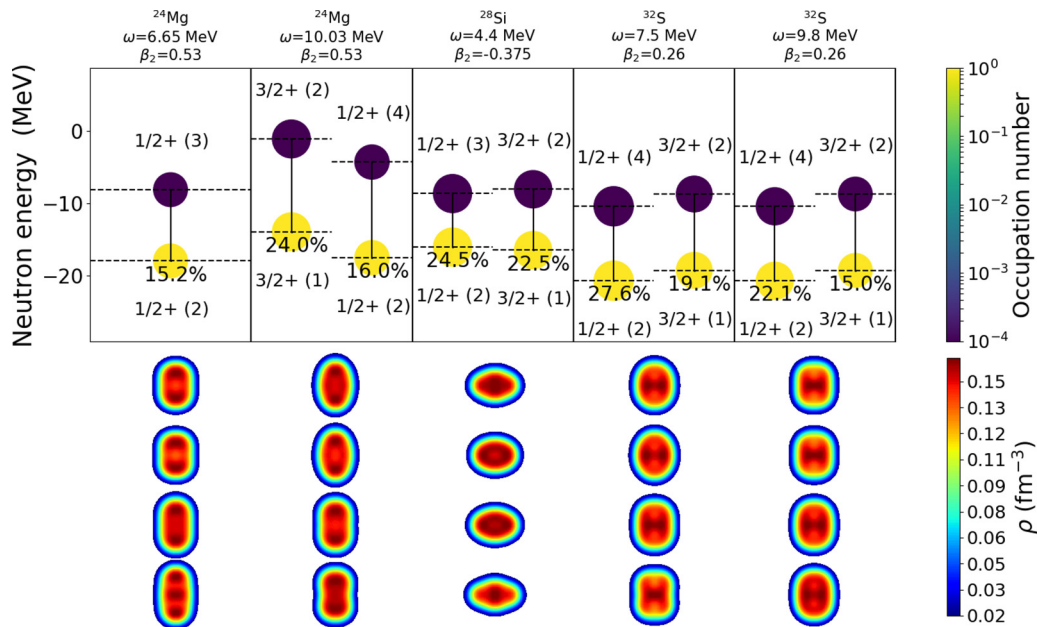 ²⁴Mg
ω=6.65 MeV
β₂=0.53
²⁴Mg
ω=10.03 MeV
β₂=0.53
²⁸Si
ω=4.4 MeV
β₂=-0.375
³²S
ω=7.5 MeV
β₂=0.26
³²S
ω=9.8 MeV
β₂=0.26
Neutron energy (MeV)
0
−10
−20
1/2+ (3)
15.2%
1/2+ (2)
3/2+ (2)
24.0%
3/2+ (1)
1/2+ (4)
16.0%
1/2+ (2)
1/2+ (3)
24.5%
1/2+ (2)
3/2+ (2)
22.5%
3/2+ (1)
1/2+ (4)
27.6%
1/2+ (2)
3/2+ (2)
19.1%
3/2+ (1)
1/2+ (4)
22.1%
1/2+ (2)
3/2+ (2)
15.0%
3/2+ (1)
10⁰
10⁻¹
10⁻²
10⁻³
10⁻⁴
Occupation number
0.15
0.13
0.11
0.09
0.08
0.06
0.04
0.03
0.02
ρ (fm⁻³)